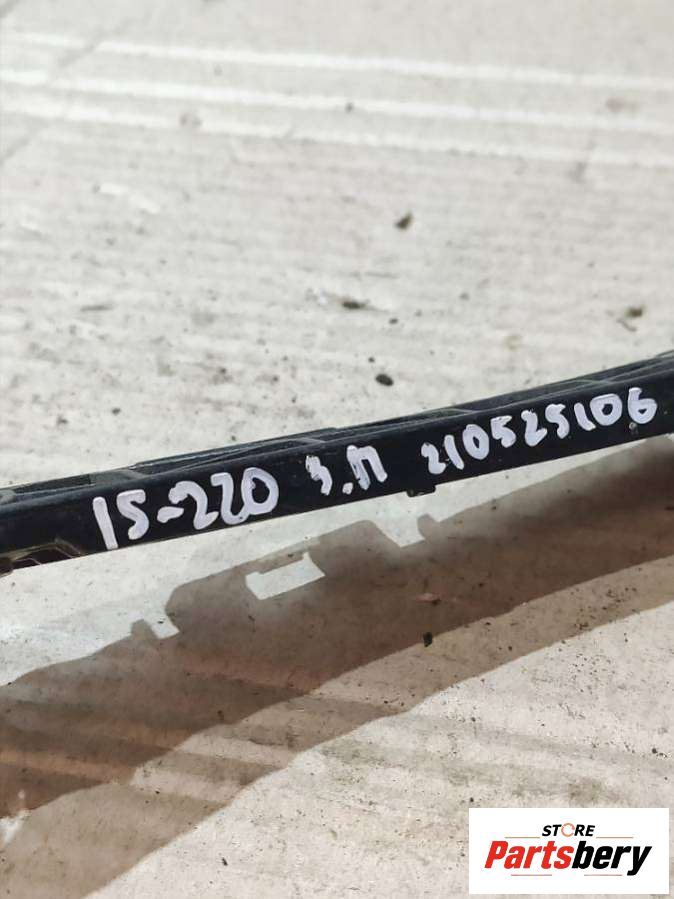 IS-220 З.П 210525106
STORE
Partsbery